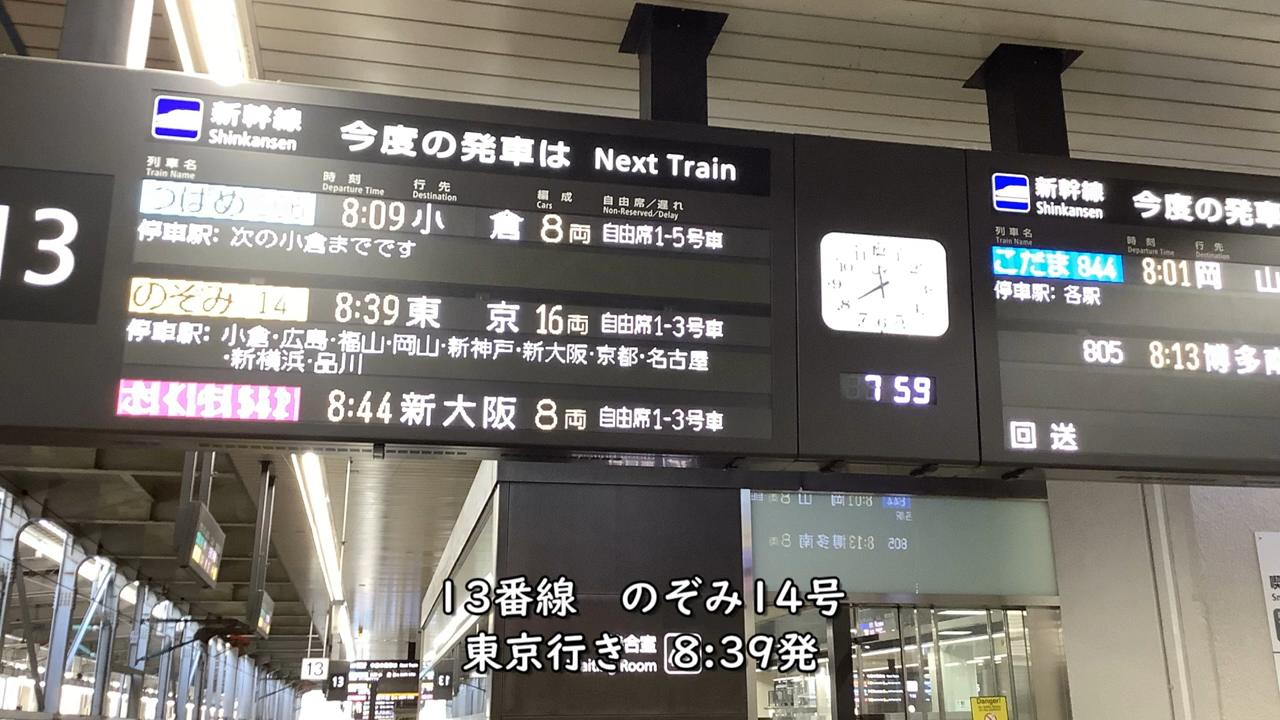 13
新幹線
Shinkansen
今度の発車は Next Train
列車名 時刻 行先 編成 自由席/遅れ
Train Name Departure Time Destination Cars Non-Reserved/Delay
つばめ 8:09 小倉 8両 自由席1-5号車
停車駅: 次の小倉までです
のぞみ 14 8:39 東京 16両 自由席1-3号車
停車駅: 小倉・広島・福山・岡山・新神戸・新大阪・京都・名古屋
・新横浜・品川
8:44 新大阪 8両 自由席1-3号車
7 59
新幹線
Shinkansen
今度の発車
列車名 時刻 行先
Train Name Departure Time Destination
こだま 844 8:01 岡山
停車駅: 各駅
805 8:13 博多南
回送
13番線 のぞみ14号
東京行き 8:39発
Room
13
13
Danger!